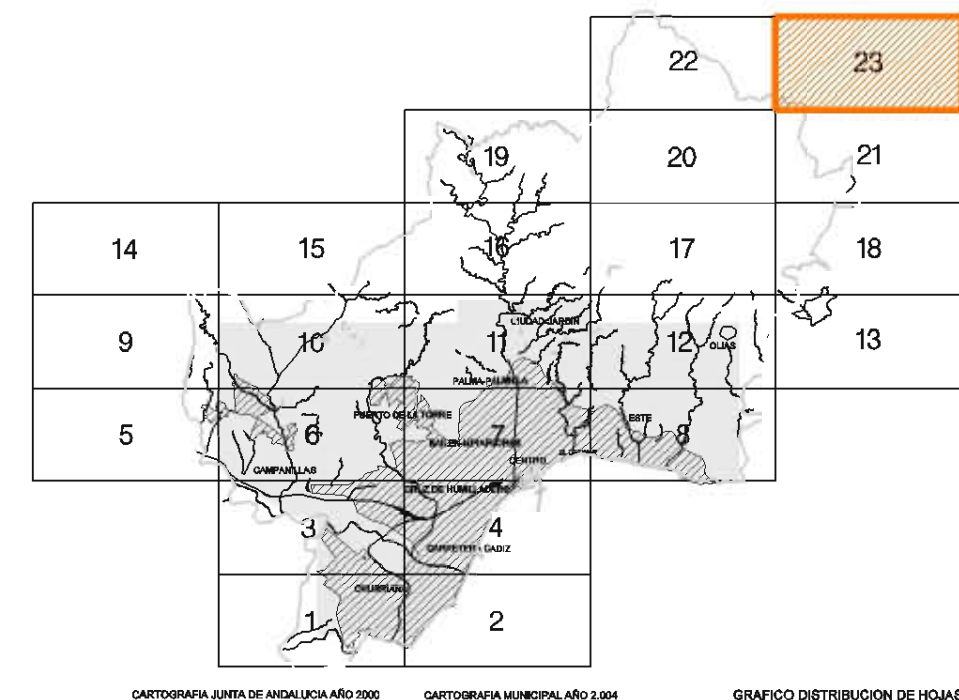 22 23
19 20 21
14 15 16 17 18
CIUDAD JARDIN
9 10 11 12 13
OLIAS
PALMA-PALMILLA
PUERTO DE LA TORRE
ESTE
5 6 7 8
BAILEN-MIRAFLORES
CENTRO
CAMPANILLAS
CRUZ DE HUMILLADERO
3 4
CARRETERA CADIZ
CHURRIANA
1 2
CARTOGRAFIA JUNTA DE ANDALUCIA AÑO 2000 CARTOGRAFIA MUNICIPAL AÑO 2.004 GRAFICO DISTRIBUCION DE HOJAS